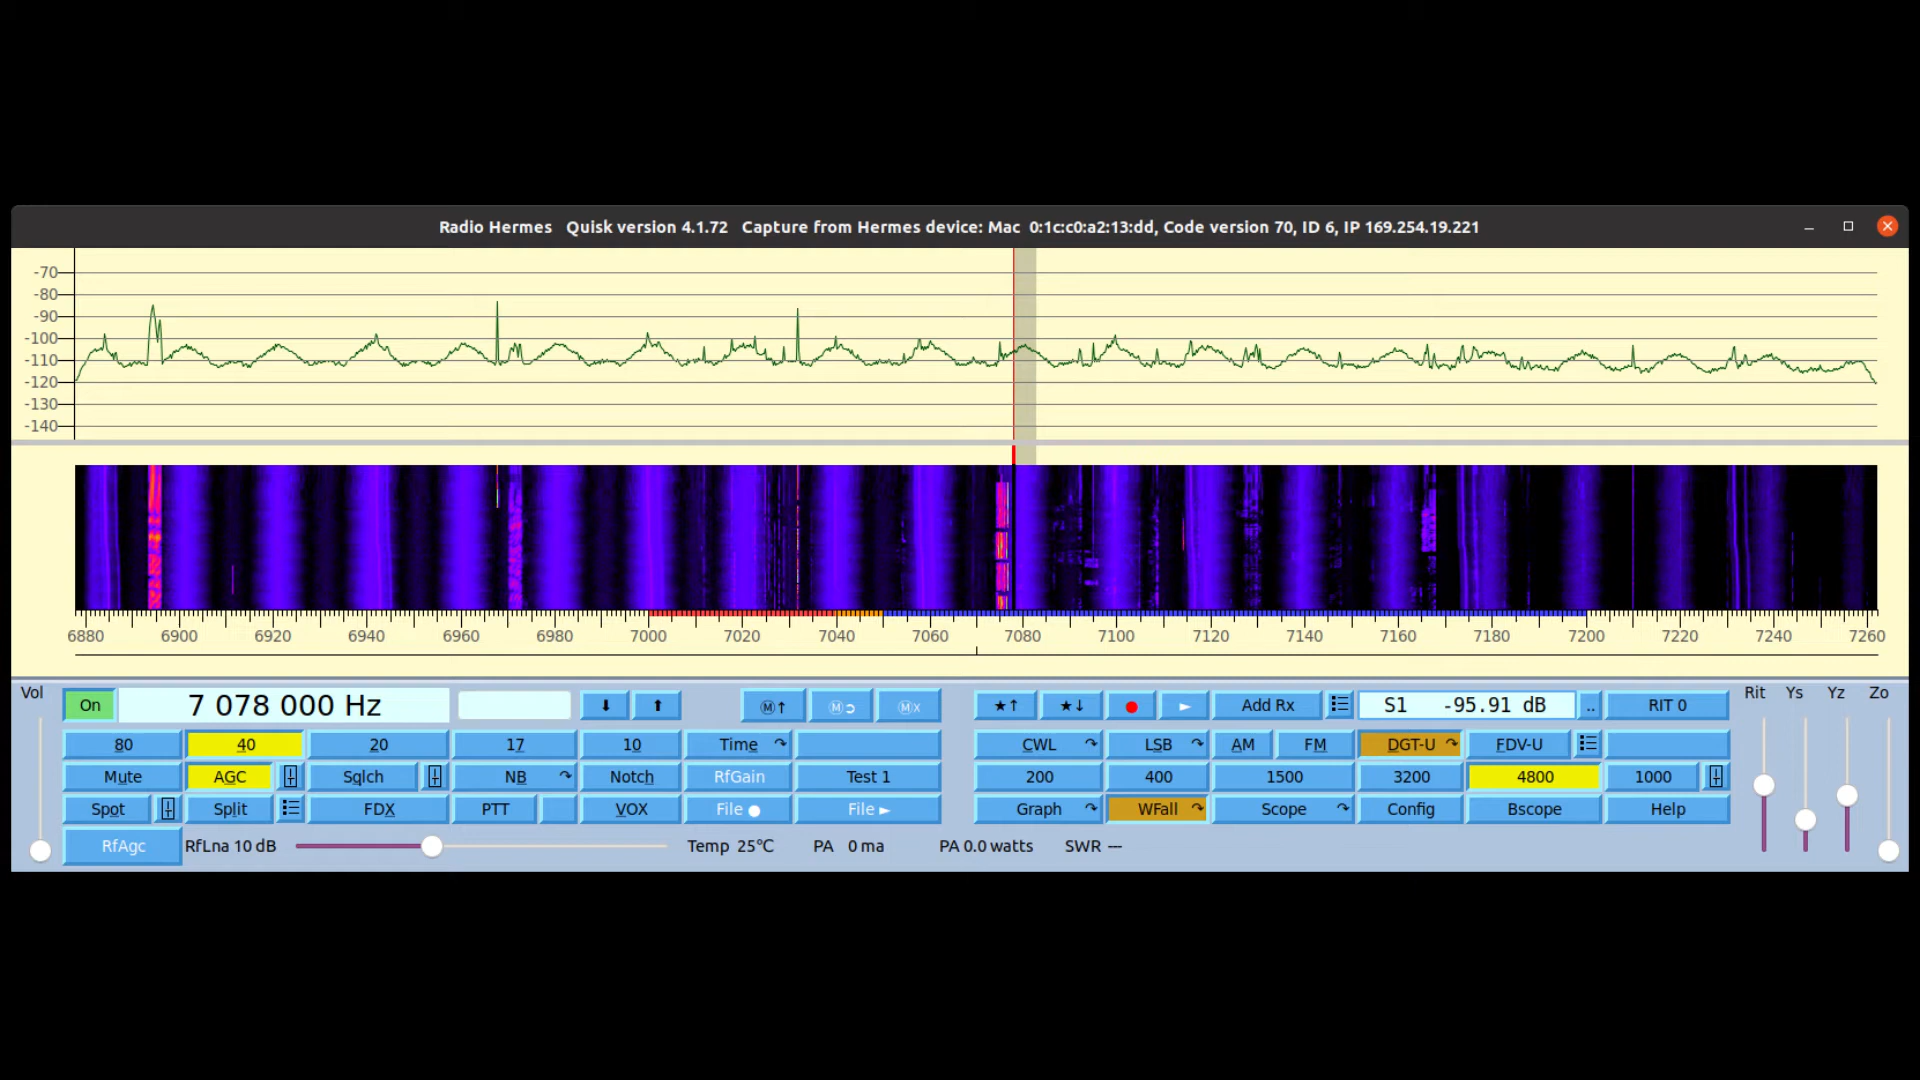 Radio Hermes Quisk version 4.1.72 Capture from Hermes device: Mac 0:1c:c0:a2:13:dd, Code version 70, ID 6, IP 169.254.19.221
-70
-80
-90
-100
-110
-120
-130
-140
6880 6900 6920 6940 6960 6980 7000 7020 7040 7060 7080 7100 7120 7140 7160 7180 7200 7220 7240 7260
Vol On 7 078 000 Hz ⬇ ⬆ Ⓜ↑ Ⓜ➲ Ⓜx ★↑ ★↓ ● ► Add Rx S1 -95.91 dB .. RIT 0 Rit Ys Yz Zo
80 40 20 17 10 Time CWL LSB AM FM DGT-U FDV-U
Mute AGC Sqlch NB Notch RfGain Test 1 200 400 1500 3200 4800 1000
Spot Split FDX PTT VOX File ● File ► Graph WFall Scope Config Bscope Help
RfAgc RfLna 10 dB Temp 25℃ PA 0 ma PA 0.0 watts SWR ---